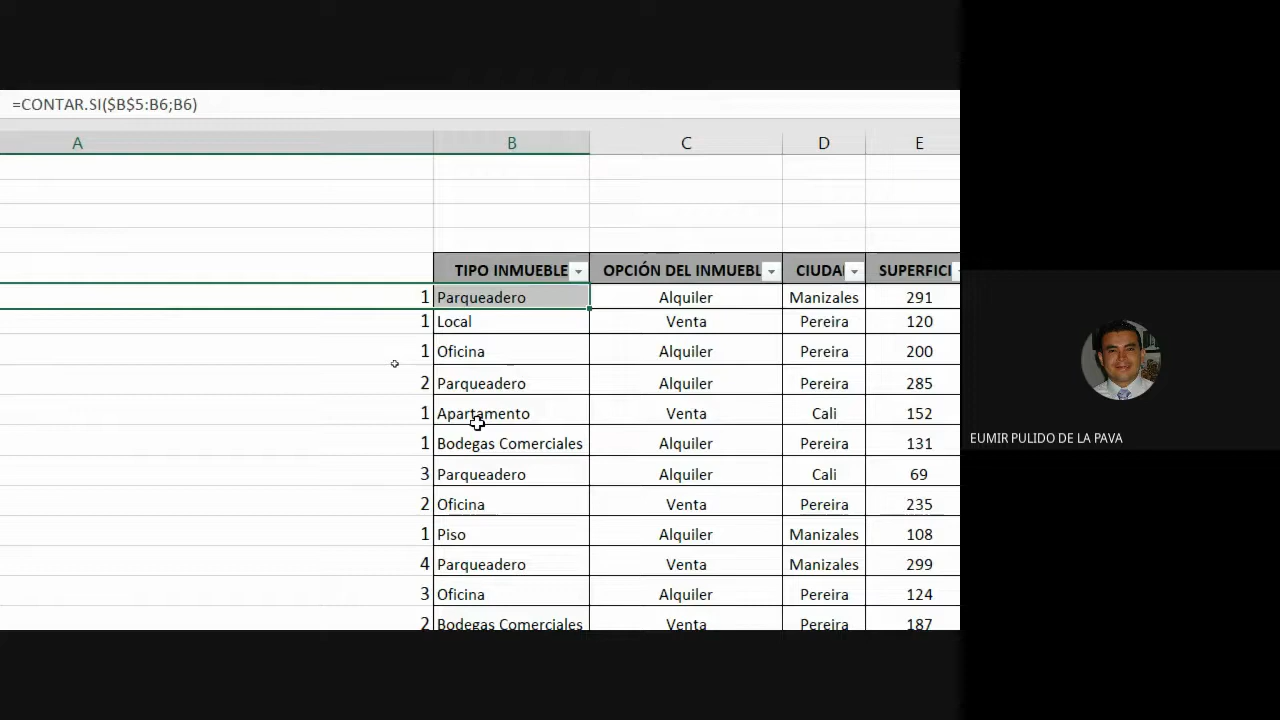 =CONTAR.SI($B$5:B6;B6)
A B C D E
TIPO INMUEBLE OPCIÓN DEL INMUEBL CIUDA SUPERFICI
1 Parqueadero Alquiler Manizales 291
1 Local Venta Pereira 120
1 Oficina Alquiler Pereira 200
2 Parqueadero Alquiler Pereira 285
1 Apartamento Venta Cali 152
1 Bodegas Comerciales Alquiler Pereira 131
3 Parqueadero Alquiler Cali 69
2 Oficina Venta Pereira 235
1 Piso Alquiler Manizales 108
4 Parqueadero Venta Manizales 299
3 Oficina Alquiler Pereira 124
2 Bodegas Comerciales Venta Pereira 187
EUMIR PULIDO DE LA PAVA